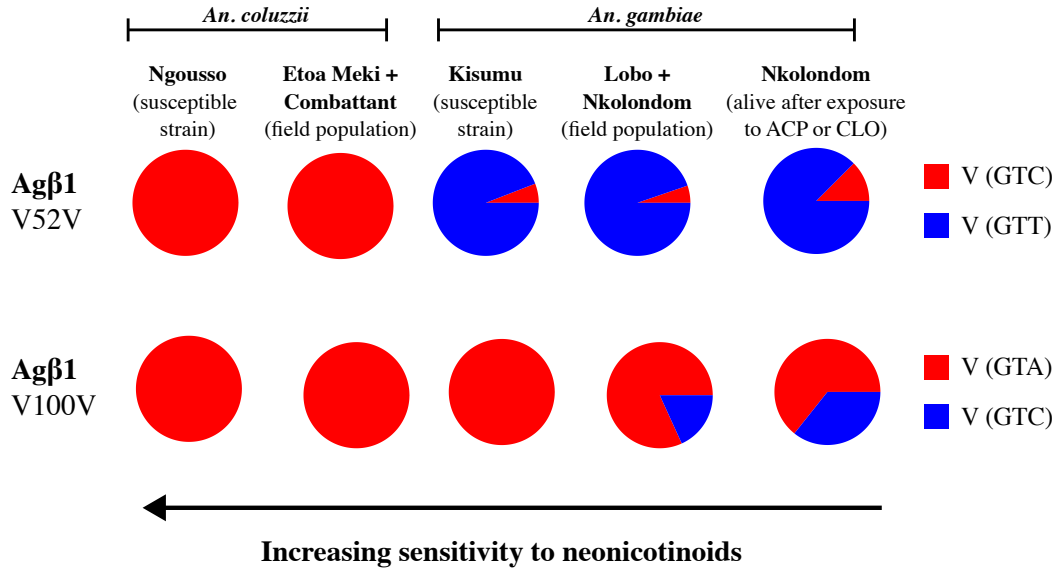 An. coluzzii
An. gambiae
Ngousso
(susceptible
strain)
Etoa Meki +
Combattant
(field population)
Kisumu
(susceptible
strain)
Lobo +
Nkolondom
(field population)
Nkolondom
(alive after exposure
to ACP or CLO)
Agβ1
V52V
V (GTC)
V (GTT)
Agβ1
V100V
V (GTA)
V (GTC)
Increasing sensitivity to neonicotinoids